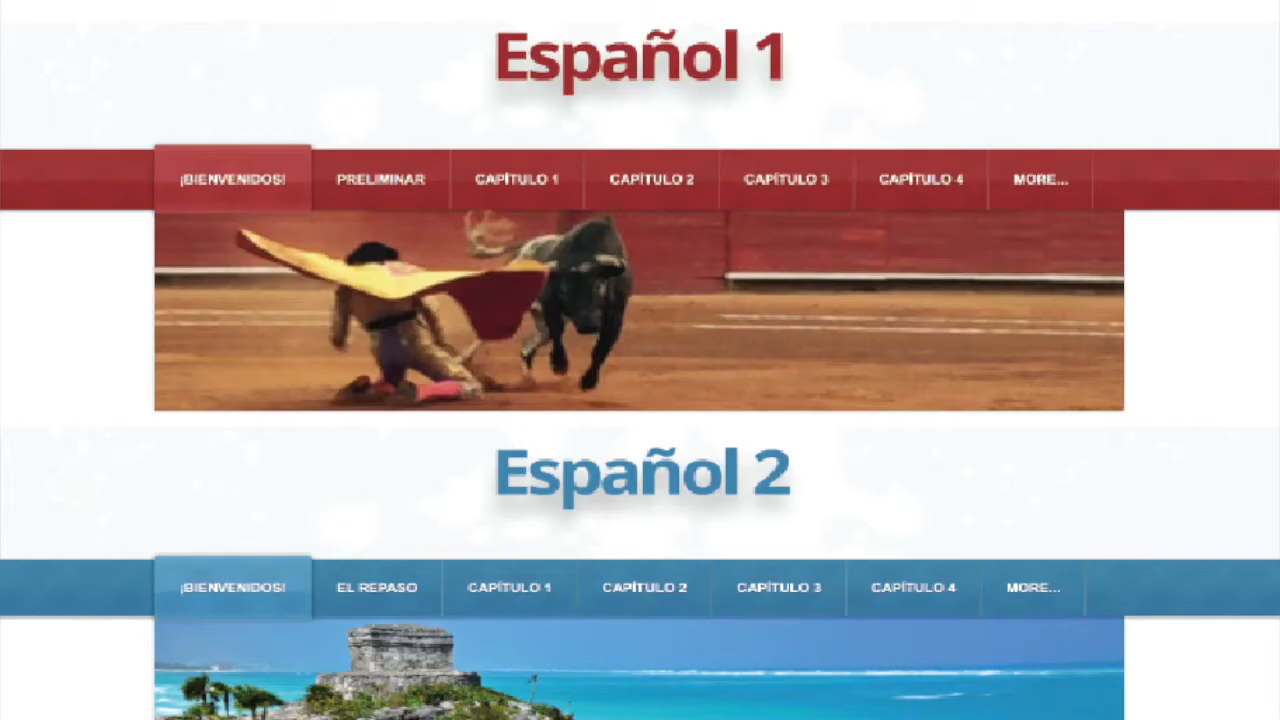 Español 1
¡BIENVENIDOS! PRELIMINAR CAPÍTULO 1 CAPÍTULO 2 CAPÍTULO 3 CAPÍTULO 4 MORE...
Español 2
¡BIENVENIDOS! EL REPASO CAPÍTULO 1 CAPÍTULO 2 CAPÍTULO 3 CAPÍTULO 4 MORE...